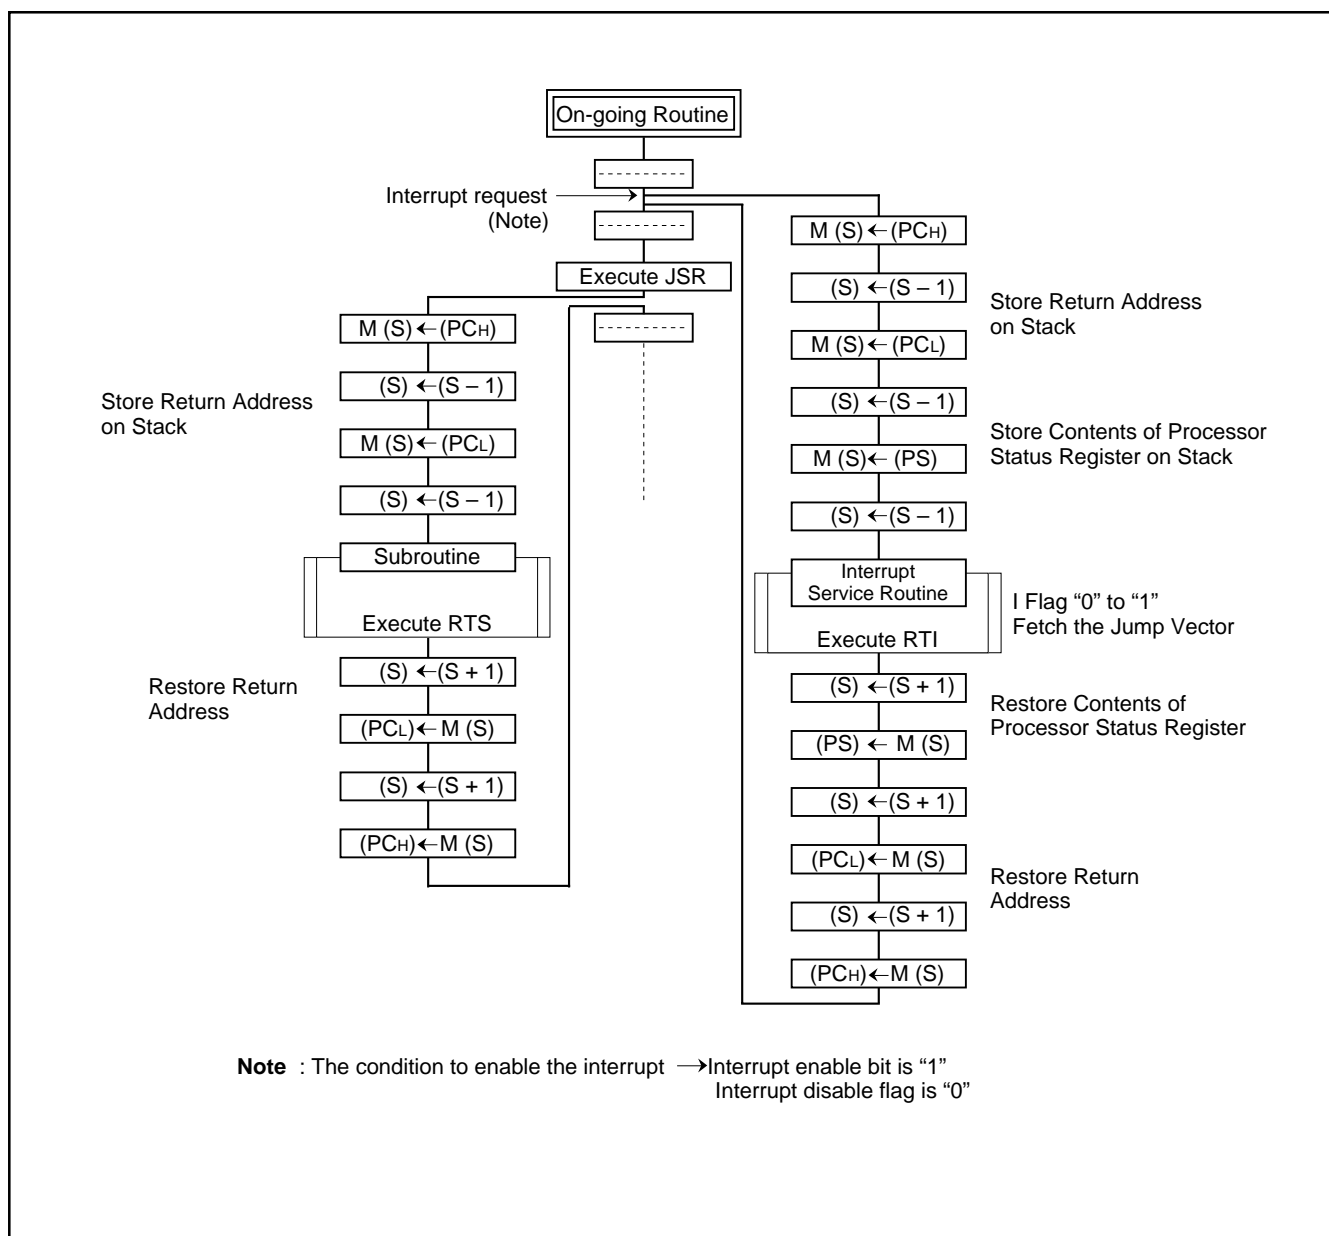 On-going Routine
Interrupt request
(Note)
Execute JSR
M (S) ← (PCH)
(S) ← (S – 1)
M (S) ← (PCL)
(S) ← (S – 1)
Store Return Address
on Stack
Subroutine
Execute RTS
(S) ← (S + 1)
(PCL) ← M (S)
(S) ← (S + 1)
(PCH) ← M (S)
Restore Return
Address
M (S) ← (PCH)
(S) ← (S – 1)
M (S) ← (PCL)
(S) ← (S – 1)
M (S) ← (PS)
(S) ← (S – 1)
Store Return Address
on Stack
Store Contents of Processor
Status Register on Stack
Interrupt
Service Routine
Execute RTI
I Flag “0” to “1”
Fetch the Jump Vector
(S) ← (S + 1)
(PS) ← M (S)
(S) ← (S + 1)
(PCL) ← M (S)
(S) ← (S + 1)
(PCH) ← M (S)
Restore Contents of
Processor Status Register
Restore Return
Address
Note : The condition to enable the interrupt → Interrupt enable bit is “1”
Interrupt disable flag is “0”